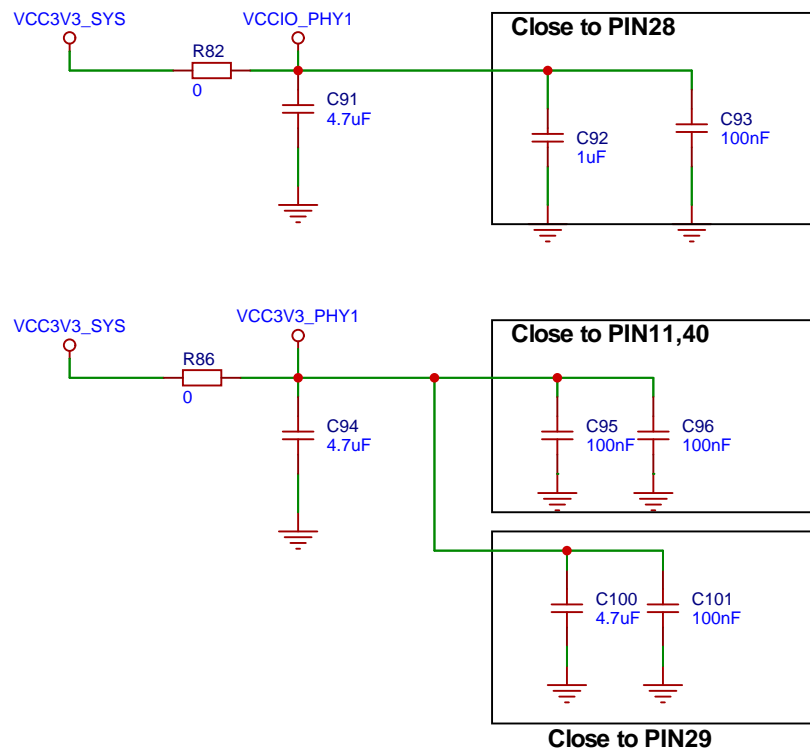 VCC3V3_SYS
VCCIO_PHY1
Close to PIN28
R82
0
C91
4.7uF
C92
1uF
C93
100nF
VCC3V3_SYS
VCC3V3_PHY1
Close to PIN11,40
R86
0
C94
4.7uF
C95
100nF
C96
100nF
C100
4.7uF
C101
100nF
Close to PIN29